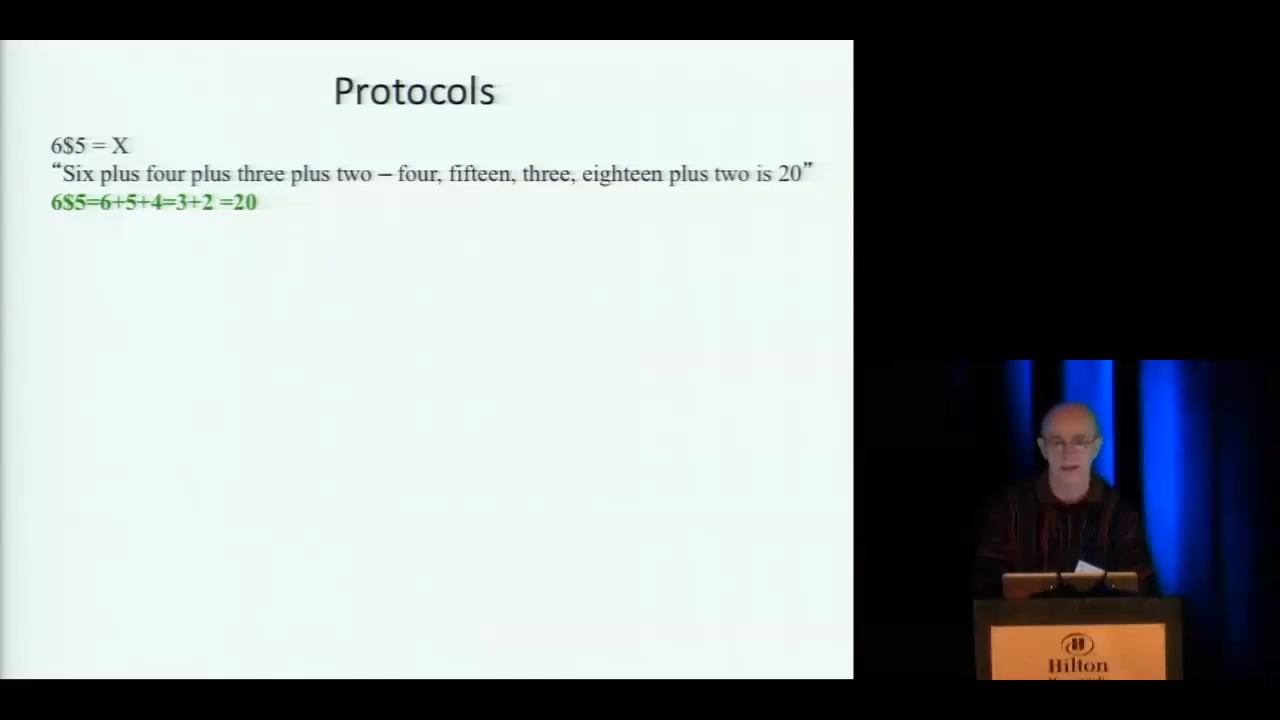 Protocols
6$5 = X
“Six plus four plus three plus two – four, fifteen, three, eighteen plus two is 20”
6$5=6+5+4=3+2 =20
Hilton